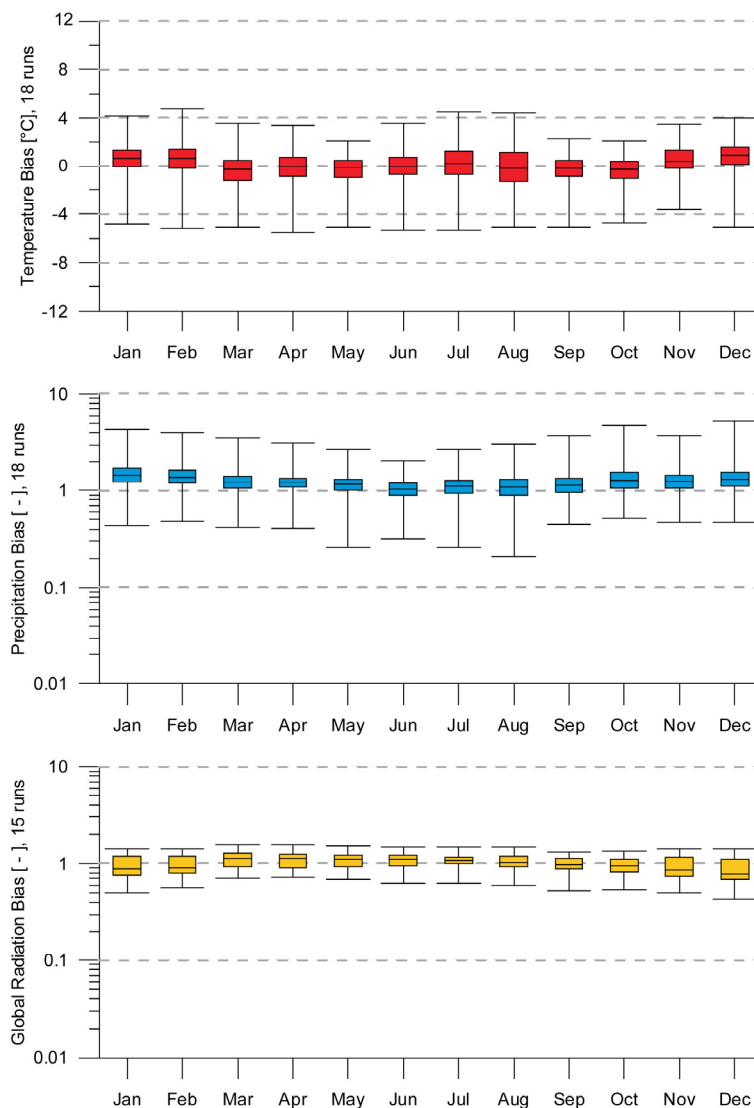 Temperature Bias [°C], 18 runs
12
8
4
0
-4
-8
-12
Jan Feb Mar Apr May Jun Jul Aug Sep Oct Nov Dec
Precipitation Bias [ - ], 18 runs
10
1
0.1
0.01
Jan Feb Mar Apr May Jun Jul Aug Sep Oct Nov Dec
Global Radiation Bias [ - ], 15 runs
10
1
0.1
0.01
Jan Feb Mar Apr May Jun Jul Aug Sep Oct Nov Dec